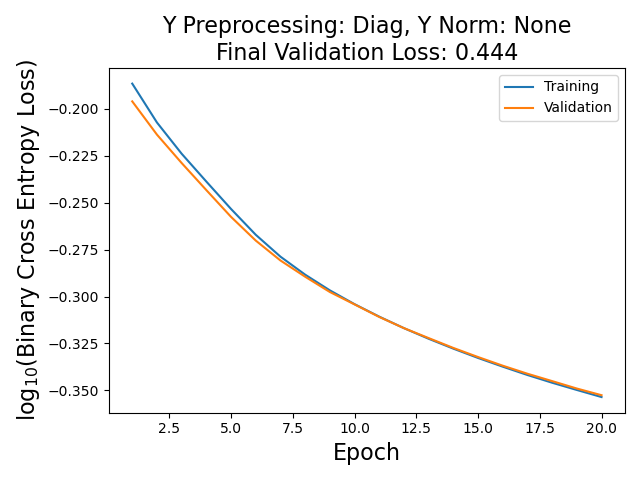 Y Preprocessing: Diag, Y Norm: None
Final Validation Loss: 0.444
Training
Validation
log₁₀(Binary Cross Entropy Loss)
−0.200
−0.225
−0.250
−0.275
−0.300
−0.325
−0.350
2.5 5.0 7.5 10.0 12.5 15.0 17.5 20.0
Epoch